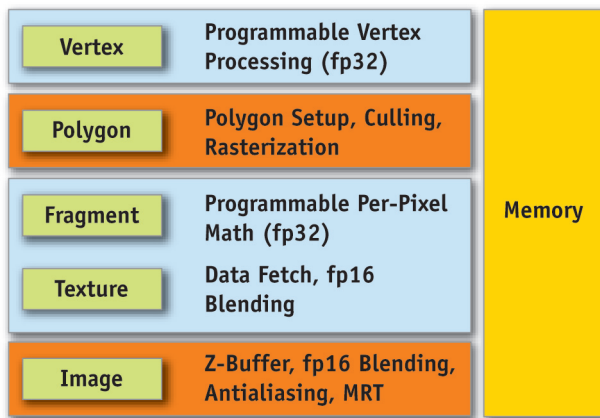 Vertex
Programmable Vertex
Processing (fp32)
Polygon
Polygon Setup, Culling,
Rasterization
Fragment
Programmable Per-Pixel
Math (fp32)
Texture
Data Fetch, fp16
Blending
Image
Z-Buffer, fp16 Blending,
Antialiasing, MRT
Memory